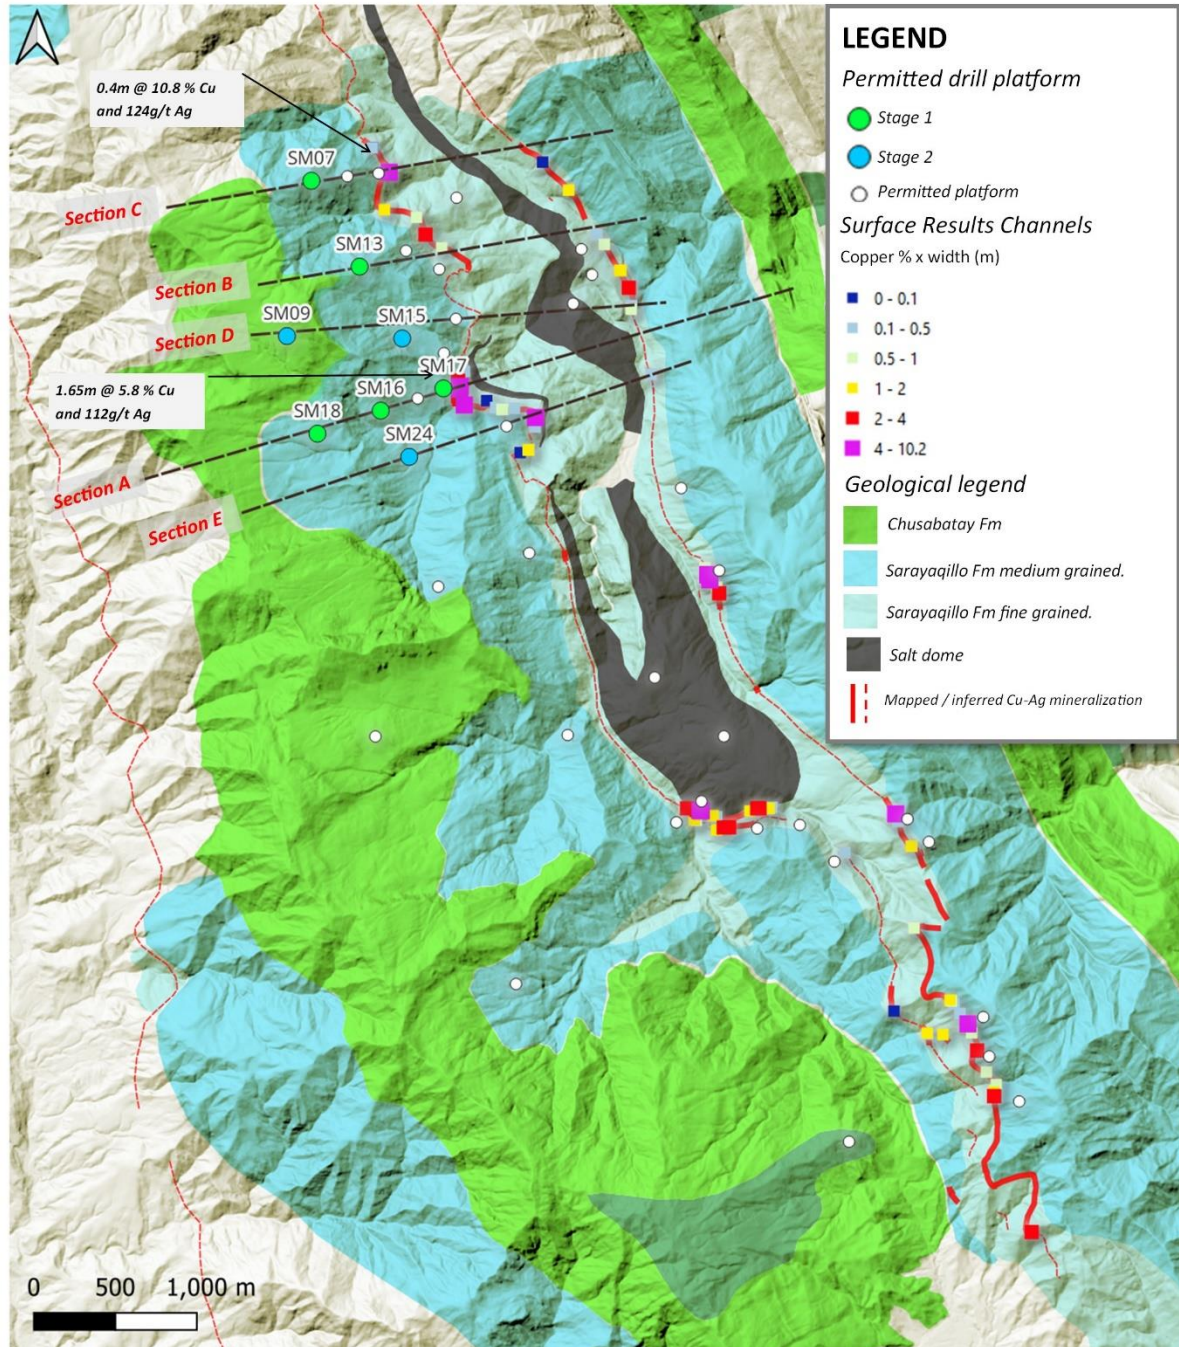 0.4m @ 10.8 % Cu
and 124g/t Ag
SM07
Section C
SM13
Section B
SM09
SM15
Section D
SM17
1.65m @ 5.8 % Cu
and 112g/t Ag
SM16
SM18
SM24
Section A
Section E
0 500 1,000 m
LEGEND
Permitted drill platform
Stage 1
Stage 2
Permitted platform
Surface Results Channels
Copper % x width (m)
0 - 0.1
0.1 - 0.5
0.5 - 1
1 - 2
2 - 4
4 - 10.2
Geological legend
Chusabatay Fm
Sarayaqillo Fm medium grained.
Sarayaqillo Fm fine grained.
Salt dome
Mapped / inferred Cu-Ag mineralization